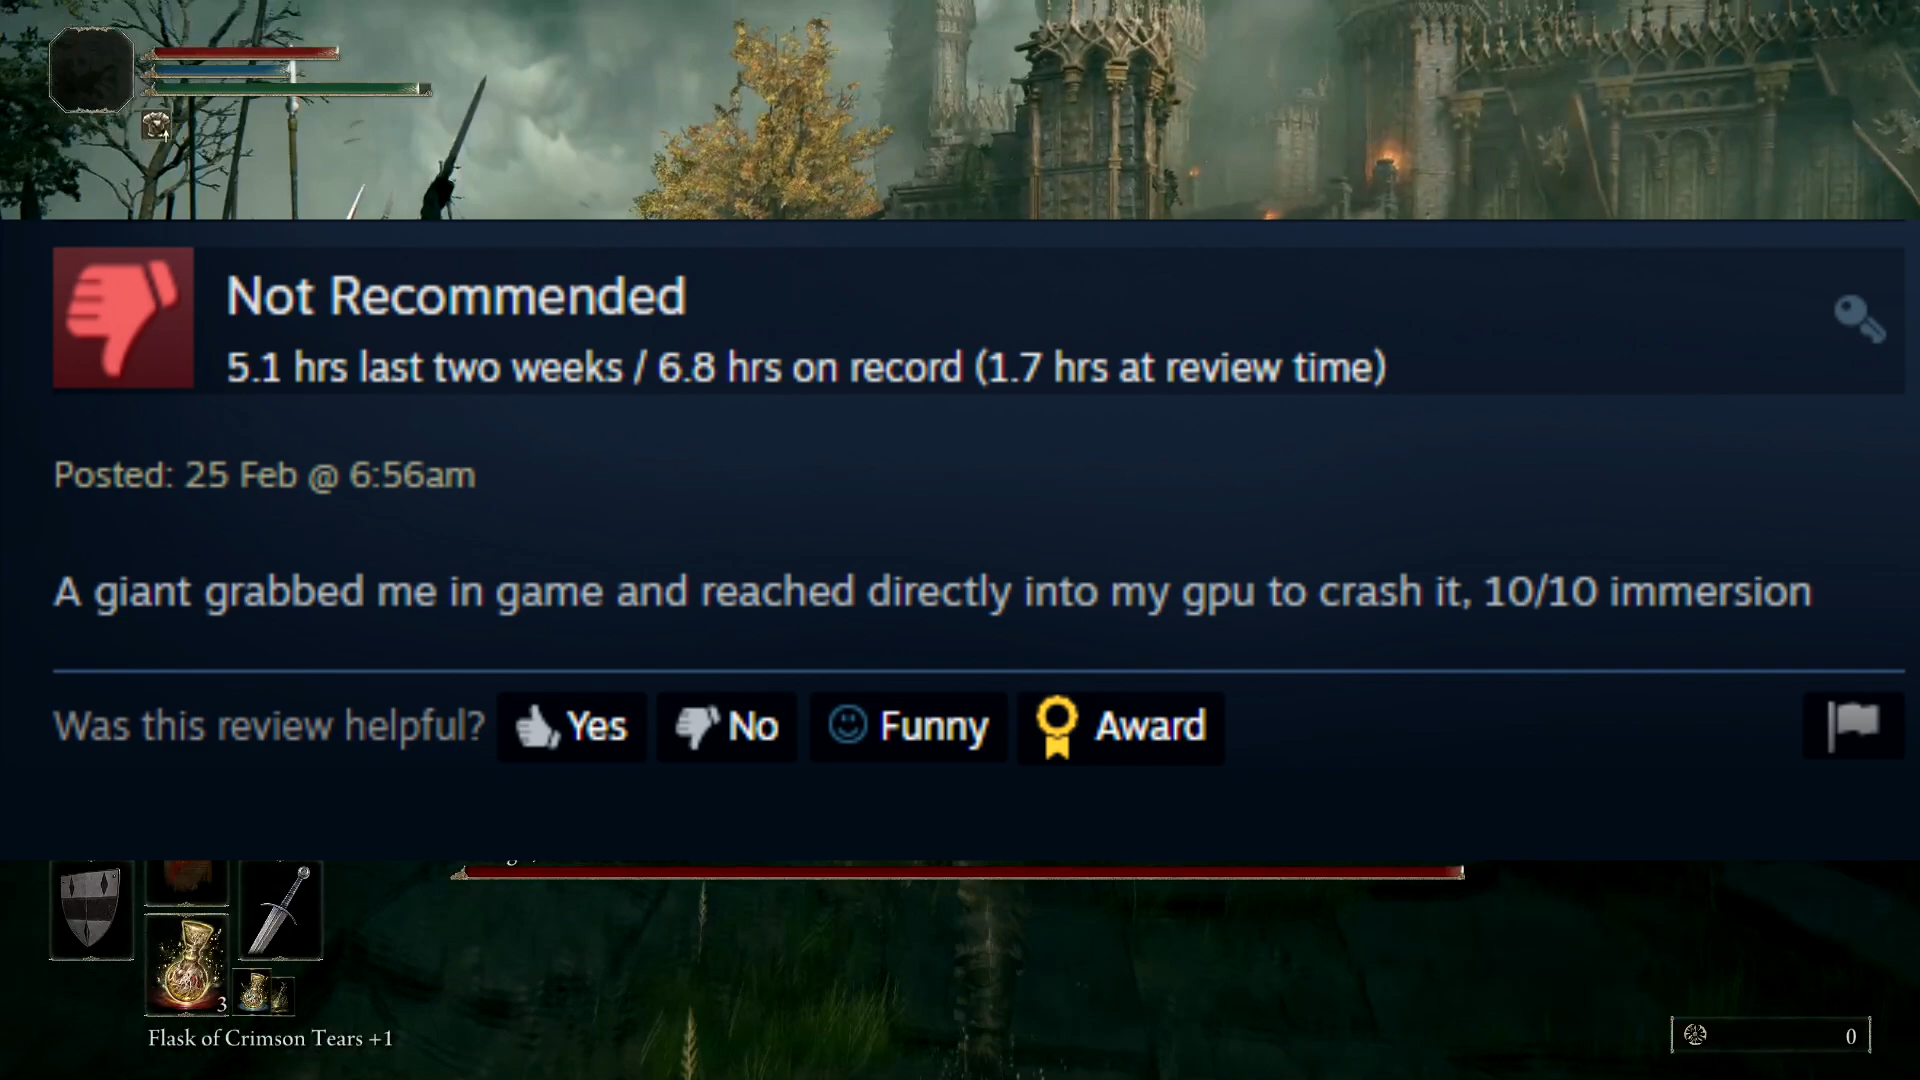 Not Recommended
5.1 hrs last two weeks / 6.8 hrs on record (1.7 hrs at review time)
Posted: 25 Feb @ 6:56am
A giant grabbed me in game and reached directly into my gpu to crash it, 10/10 immersion
Was this review helpful? Yes No Funny Award
3
Flask of Crimson Tears +1
0